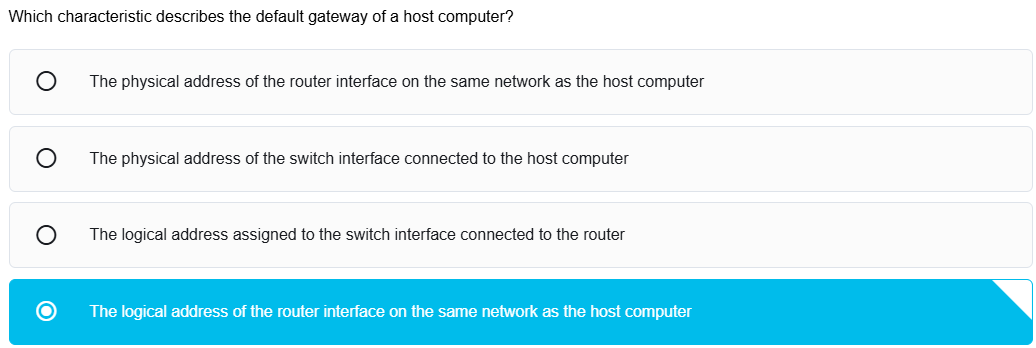 Which characteristic describes the default gateway of a host computer?
The physical address of the router interface on the same network as the host computer
The physical address of the switch interface connected to the host computer
The logical address assigned to the switch interface connected to the router
The logical address of the router interface on the same network as the host computer